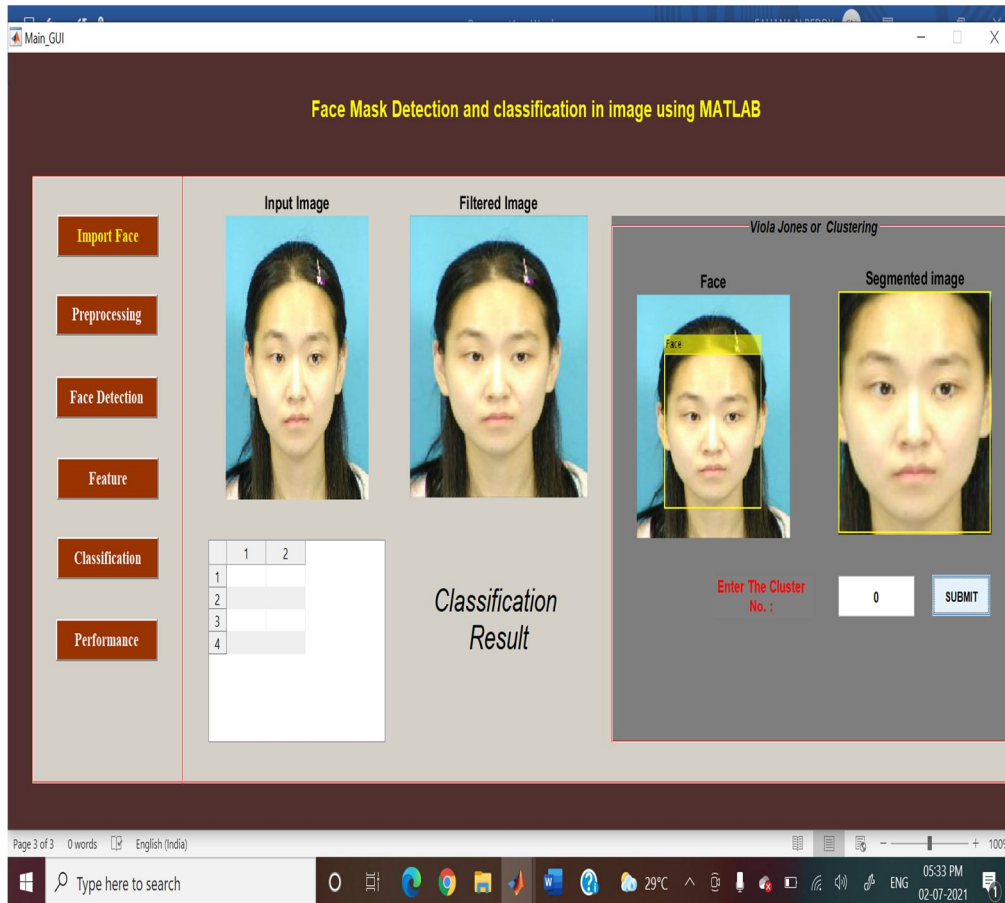 Main_GUI
Face Mask Detection and classification in image using MATLAB
Import Face
Preprocessing
Face Detection
Feature
Classification
Performance
Input Image
Filtered Image
Viola Jones or Clustering
Face
Segmented image
Face
1 2
1
2
3
4
Classification
Result
Enter The Cluster
No. :
0
SUBMIT
Page 3 of 3 0 words English (India)
100%
Type here to search
29°C
ENG
05:33 PM
02-07-2021
1